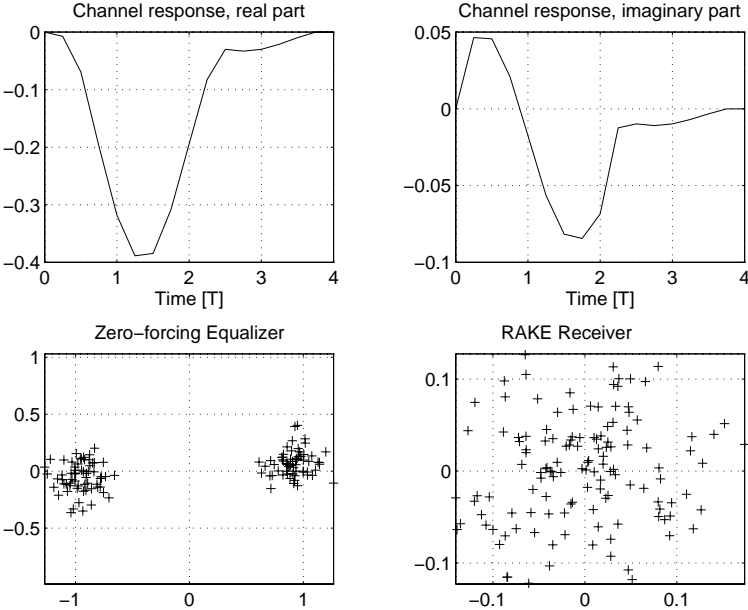 Channel response, real part
0
−0.1
−0.2
−0.3
−0.4
0 1 2 3 4
Time [T]
Channel response, imaginary part
0.05
0
−0.05
−0.1
0 1 2 3 4
Time [T]
Zero−forcing Equalizer
1
0.5
0
−0.5
−1 0 1
RAKE Receiver
0.1
0
−0.1
−0.1 0 0.1